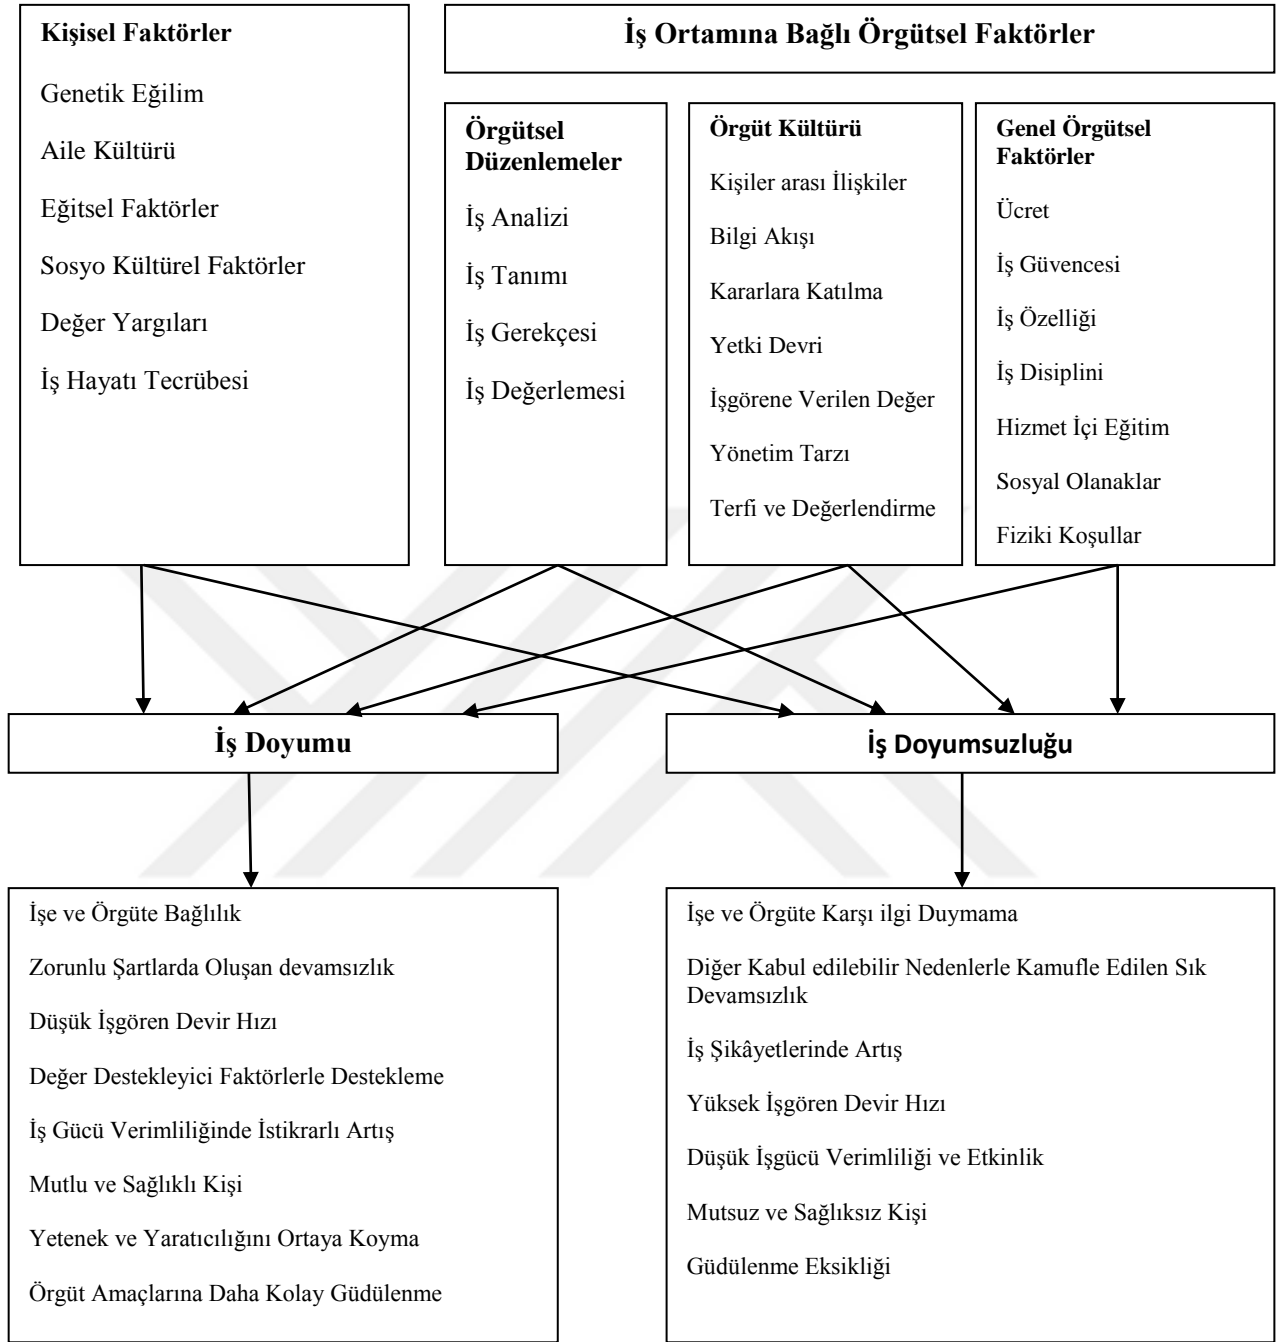 Kişisel Faktörler
Genetik Eğilim
Aile Kültürü
Eğitsel Faktörler
Sosyo Kültürel Faktörler
Değer Yargıları
İş Hayatı Tecrübesi
İş Ortamına Bağlı Örgütsel Faktörler
Örgütsel
Düzenlemeler
İş Analizi
İş Tanımı
İş Gerekçesi
İş Değerlemesi
Örgüt Kültürü
Kişiler arası İlişkiler
Bilgi Akışı
Kararlara Katılma
Yetki Devri
İşgörene Verilen Değer
Yönetim Tarzı
Terfi ve Değerlendirme
Genel Örgütsel
Faktörler
Ücret
İş Güvencesi
İş Özelliği
İş Disiplini
Hizmet İçi Eğitim
Sosyal Olanaklar
Fiziki Koşullar
İş Doyumu
İş Doyumsuzluğu
İşe ve Örgüte Bağlılık
Zorunlu Şartlarda Oluşan devamsızlık
Düşük İşgören Devir Hızı
Değer Destekleyici Faktörlerle Destekleme
İş Gücü Verimliliğinde İstikrarlı Artış
Mutlu ve Sağlıklı Kişi
Yetenek ve Yaratıcılığını Ortaya Koyma
Örgüt Amaçlarına Daha Kolay Güdülenme
İşe ve Örgüte Karşı ilgi Duymama
Diğer Kabul edilebilir Nedenlerle Kamufle Edilen Sık
Devamsızlık
İş Şikâyetlerinde Artış
Yüksek İşgören Devir Hızı
Düşük İşgücü Verimliliği ve Etkinlik
Mutsuz ve Sağlıksız Kişi
Güdülenme Eksikliği